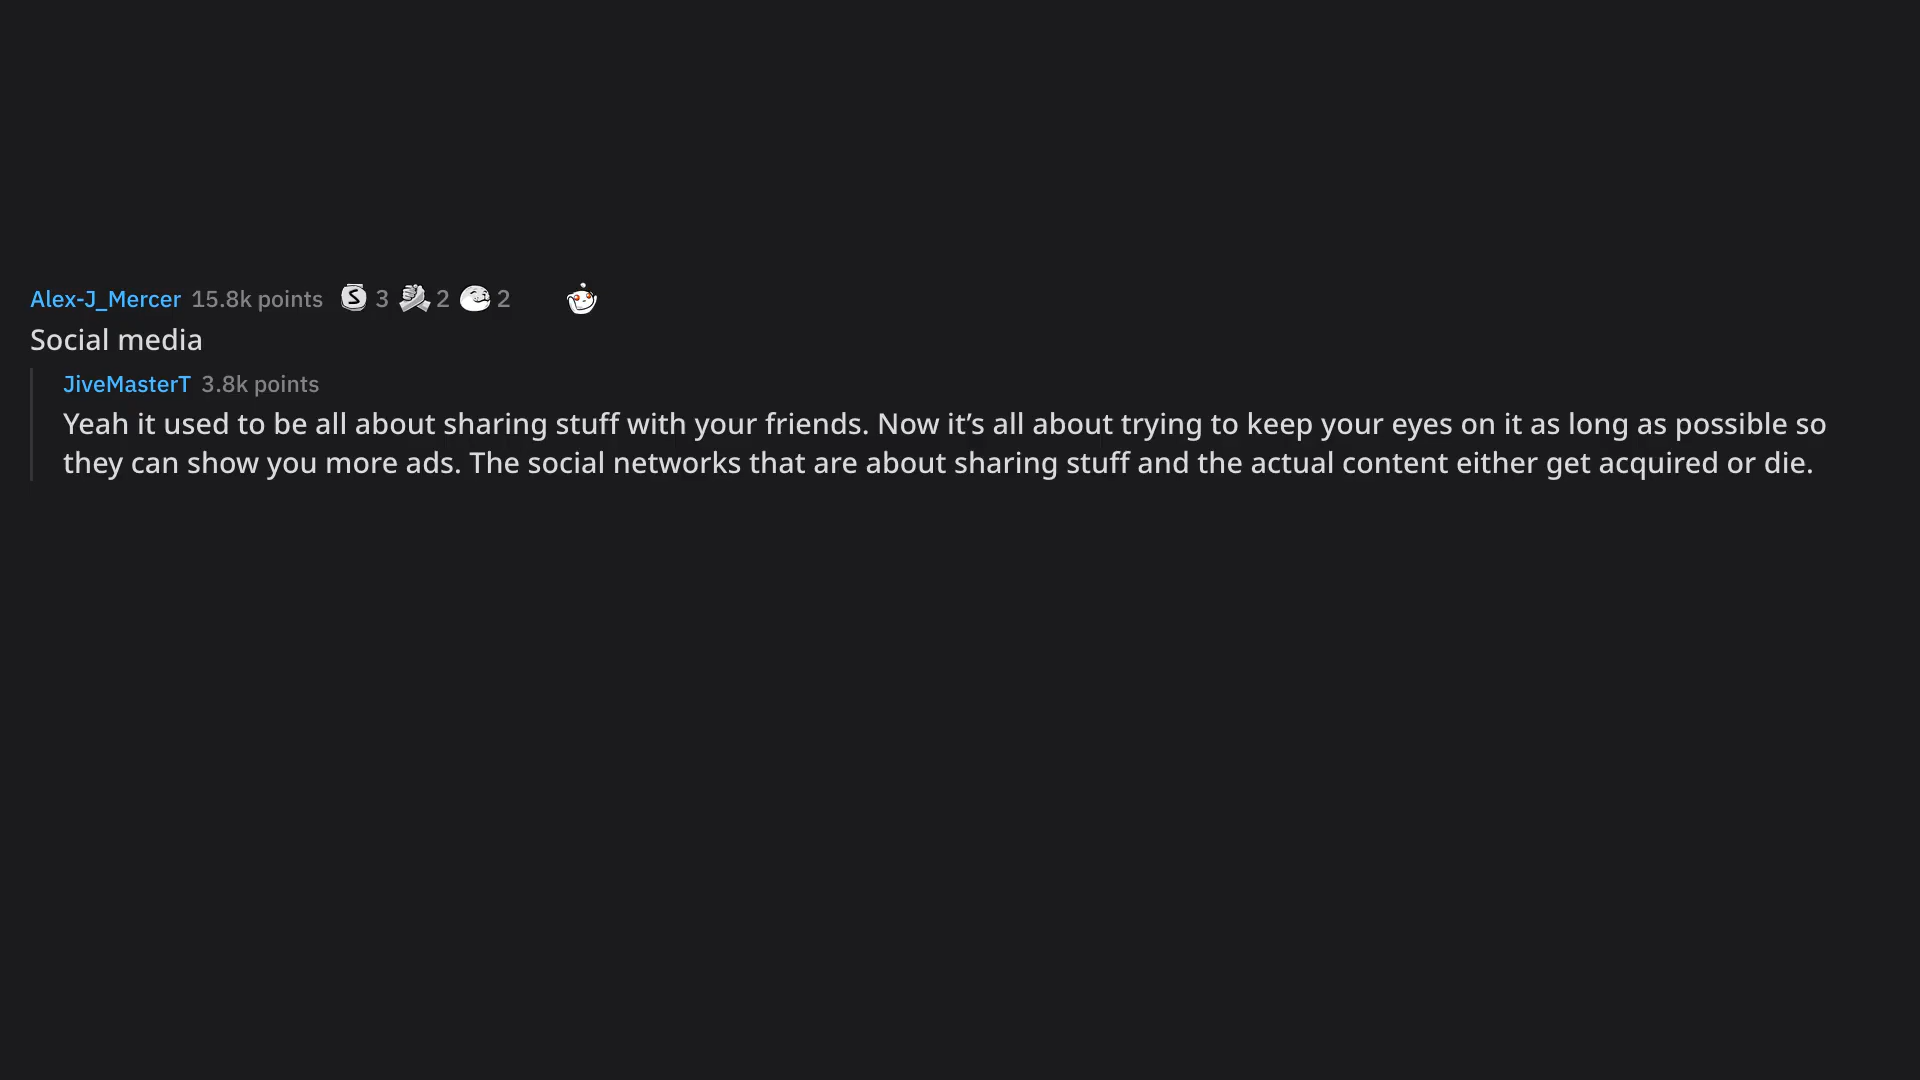 Alex-J_Mercer 15.8k points S 3 2 2
Social media
JiveMasterT 3.8k points
Yeah it used to be all about sharing stuff with your friends. Now it’s all about trying to keep your eyes on it as long as possible so
they can show you more ads. The social networks that are about sharing stuff and the actual content either get acquired or die.